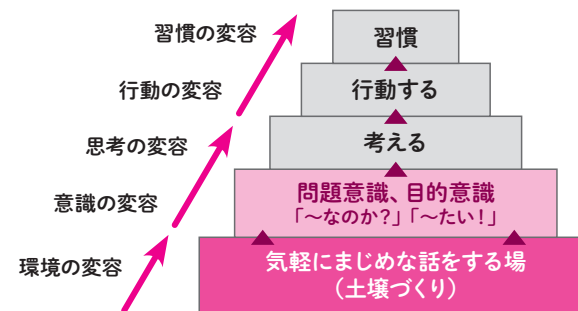 習慣の変容
習慣
行動の変容
行動する
思考の変容
考える
意識の変容
問題意識、目的意識
「~なのか?」「~たい!」
環境の変容
気軽にまじめな話をする場
(土壌づくり)